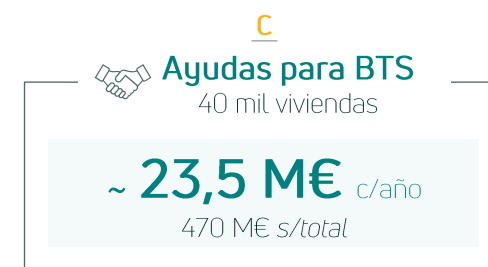 C
Ayudas para BTS
40 mil viviendas
~ 23,5 M€ c/año
470 M€ s/total